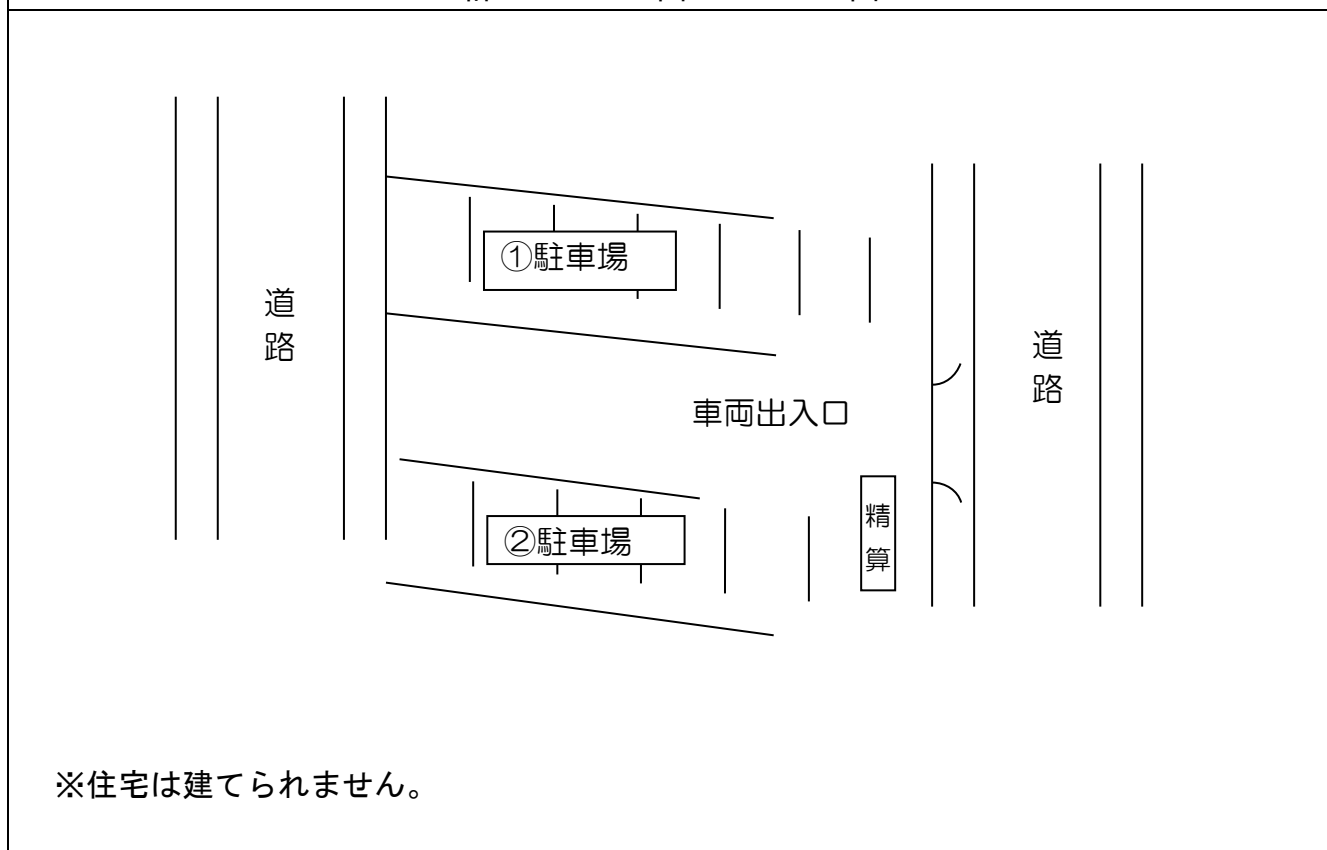 ①駐車場
道路
道路
車両出入口
②駐車場
精算
※住宅は建てられません。